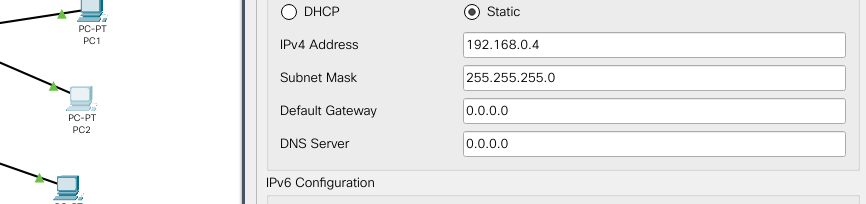 DHCP
Static
PC-PT
PC1
IPv4 Address
192.168.0.4
Subnet Mask
255.255.255.0
PC-PT
PC2
Default Gateway
0.0.0.0
DNS Server
0.0.0.0
IPv6 Configuration